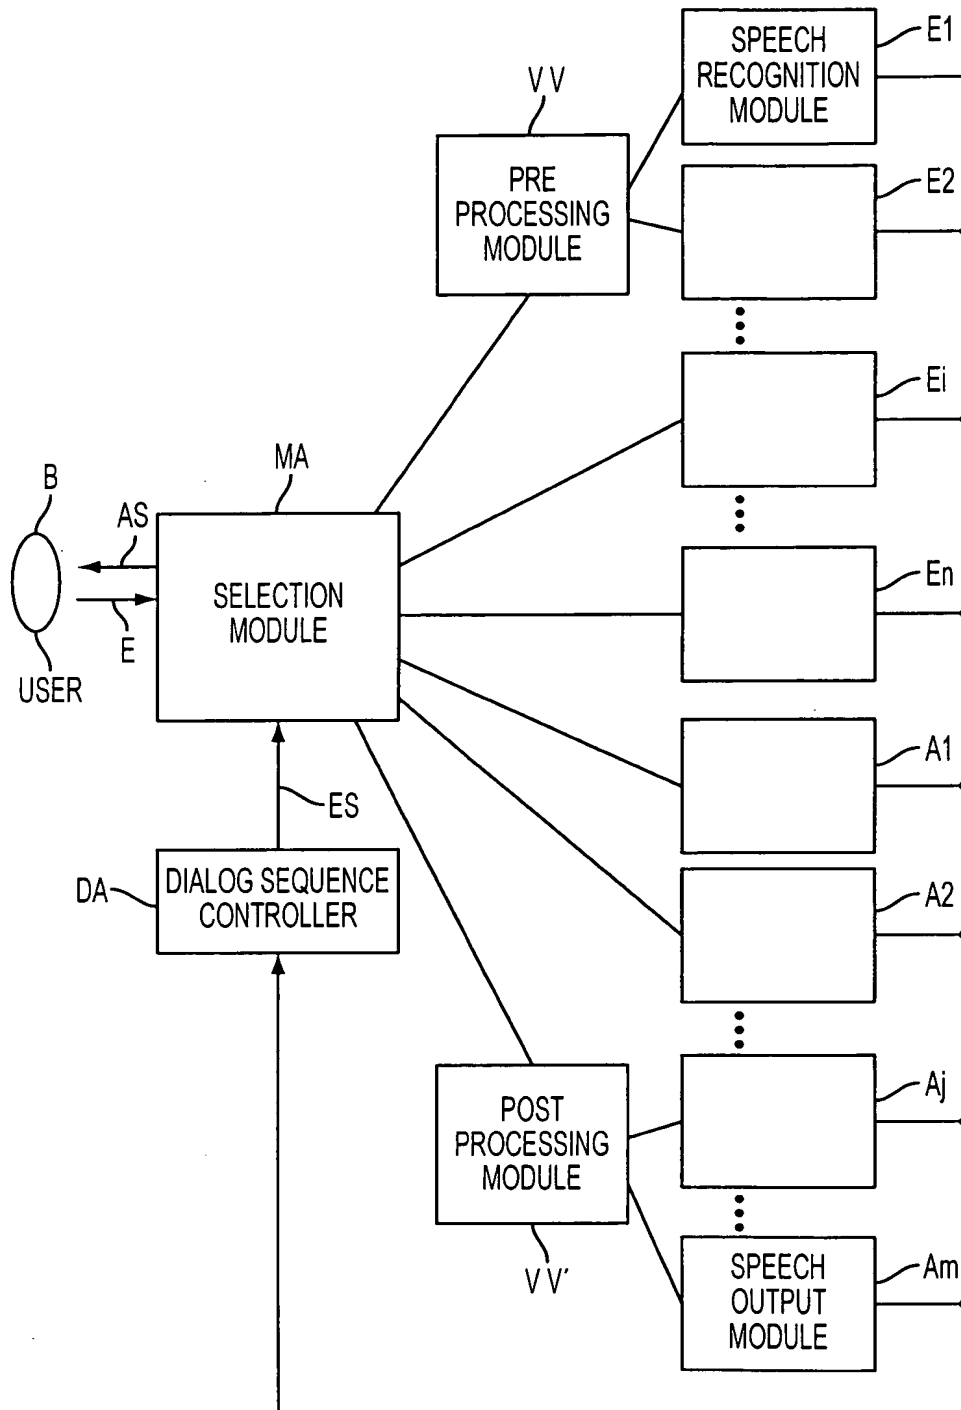 SPEECH
RECOGNITION
MODULE
E1
V V
PRE
PROCESSING
MODULE
E2
Ei
MA
B
AS
SELECTION
MODULE
E
USER
En
A1
ES
DA
DIALOG SEQUENCE
CONTROLLER
A2
Aj
POST
PROCESSING
MODULE
V V'
SPEECH
OUTPUT
MODULE
Am